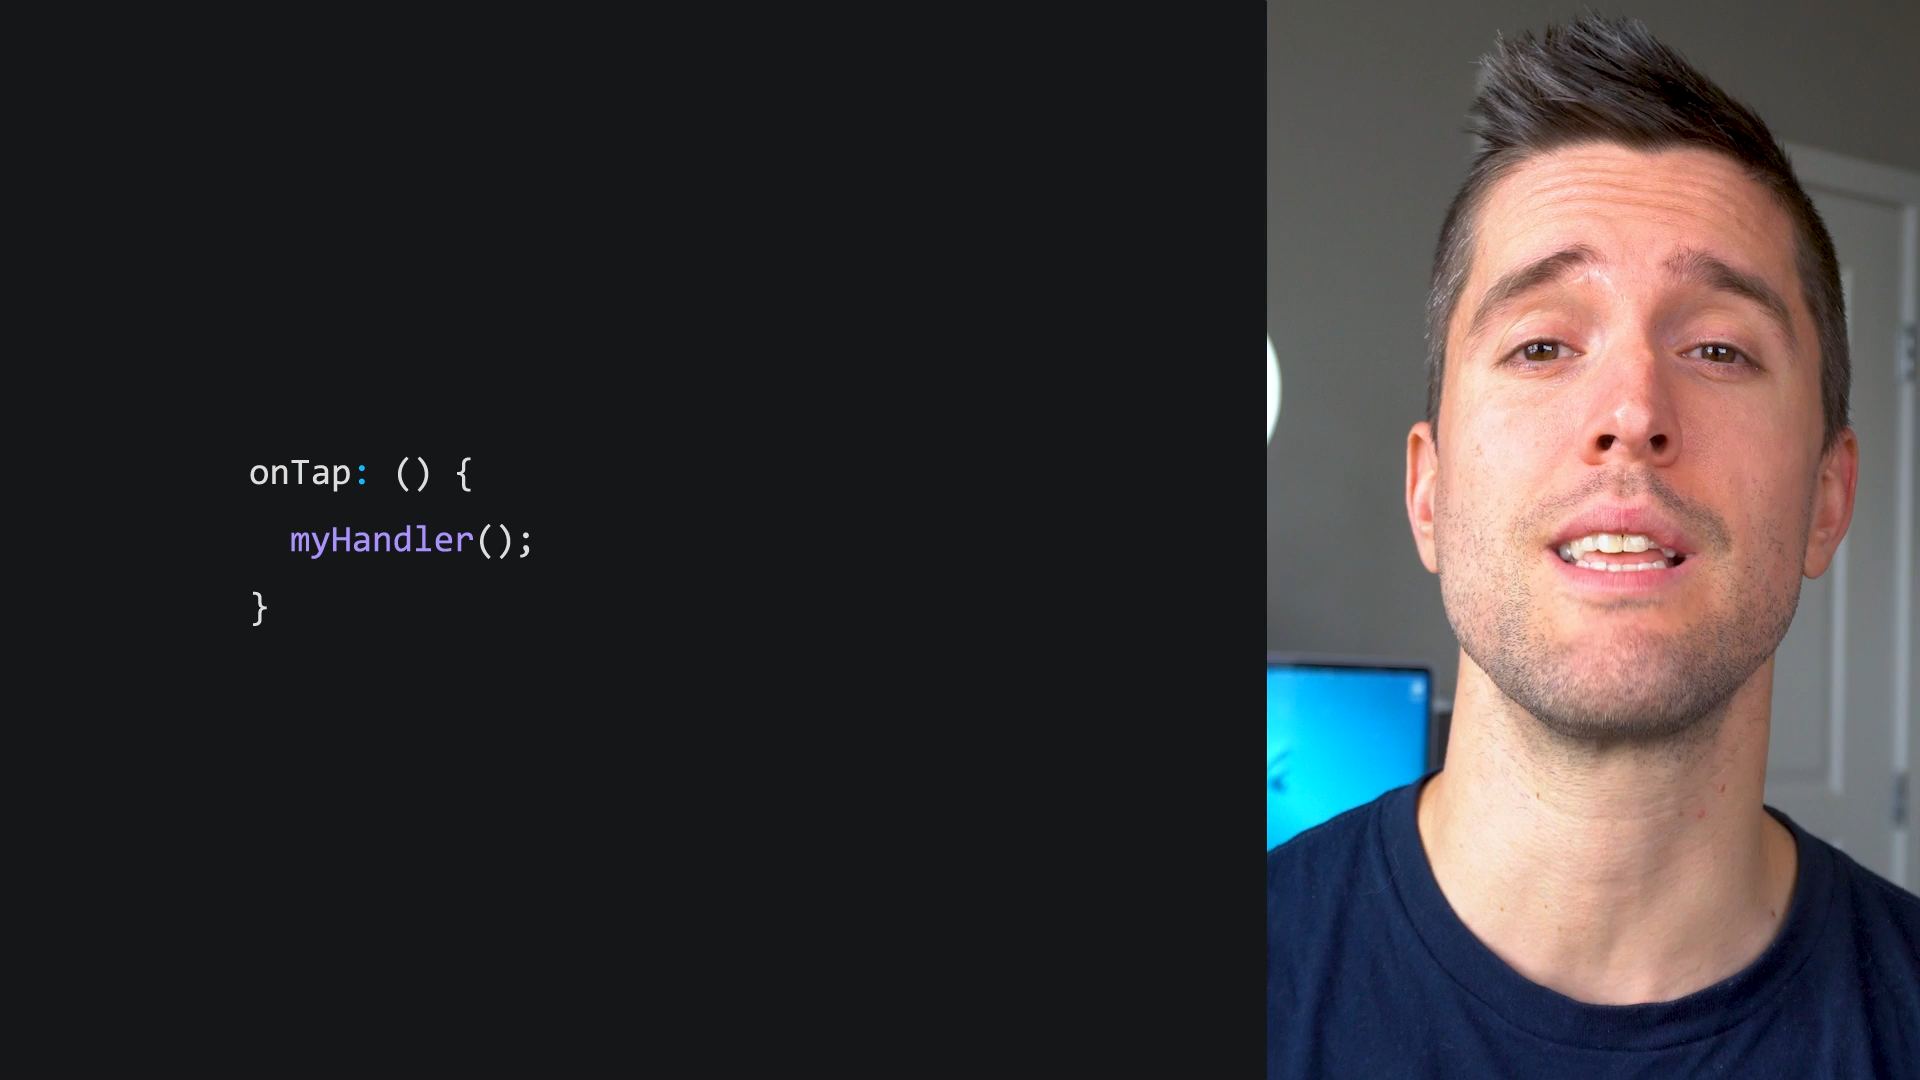 onTap: () {
myHandler();
}